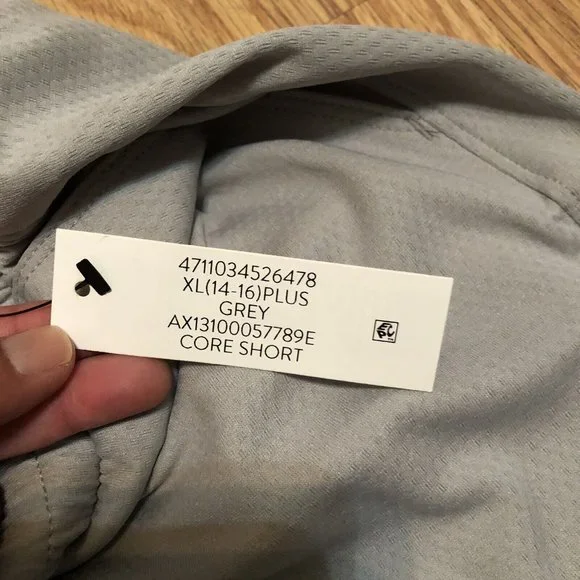 4711034526478
XL(14-16)PLUS
GREY
AX13100057789E
CORE SHORT